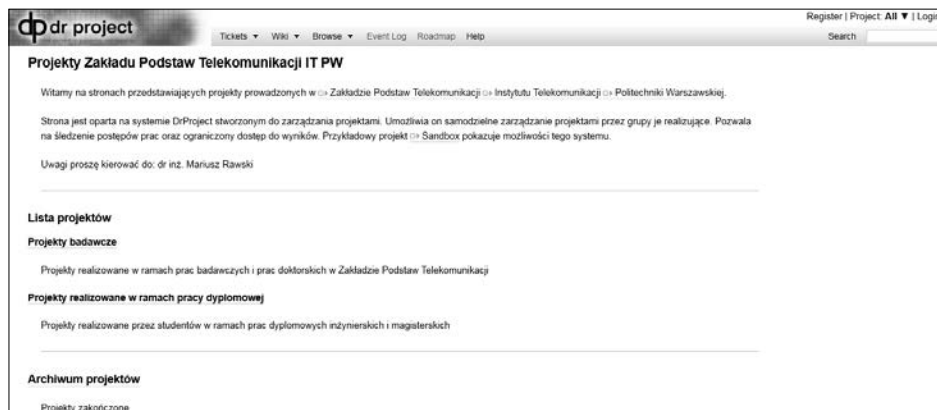 dp dr project
Register | Project: All ▼ | Login
Tickets ▼ Wiki ▼ Browse ▼ Event Log Roadmap Help
Search
Projekty Zakładu Podstaw Telekomunikacji IT PW
Witamy na stronach przedstawiających projekty prowadzonych w Zakładzie Podstaw Telekomunikacji Instytutu Telekomunikacji Politechniki Warszawskiej.
Strona jest oparta na systemie DrProject stworzonym do zarządzania projektami. Umożliwia on samodzielne zarządzanie projektami przez grupy je realizujące. Pozwala
na śledzenie postępów prac oraz ograniczony dostęp do wyników. Przykładowy projekt Sandbox pokazuje możliwości tego systemu.
Uwagi proszę kierować do: dr inż. Mariusz Rawski
Lista projektów
Projekty badawcze
Projekty realizowane w ramach prac badawczych i prac doktorskich w Zakładzie Podstaw Telekomunikacji
Projekty realizowane w ramach pracy dyplomowej
Projekty realizowane przez studentów w ramach prac dyplomowych inżynierskich i magisterskich
Archiwum projektów
Projekty zakończone